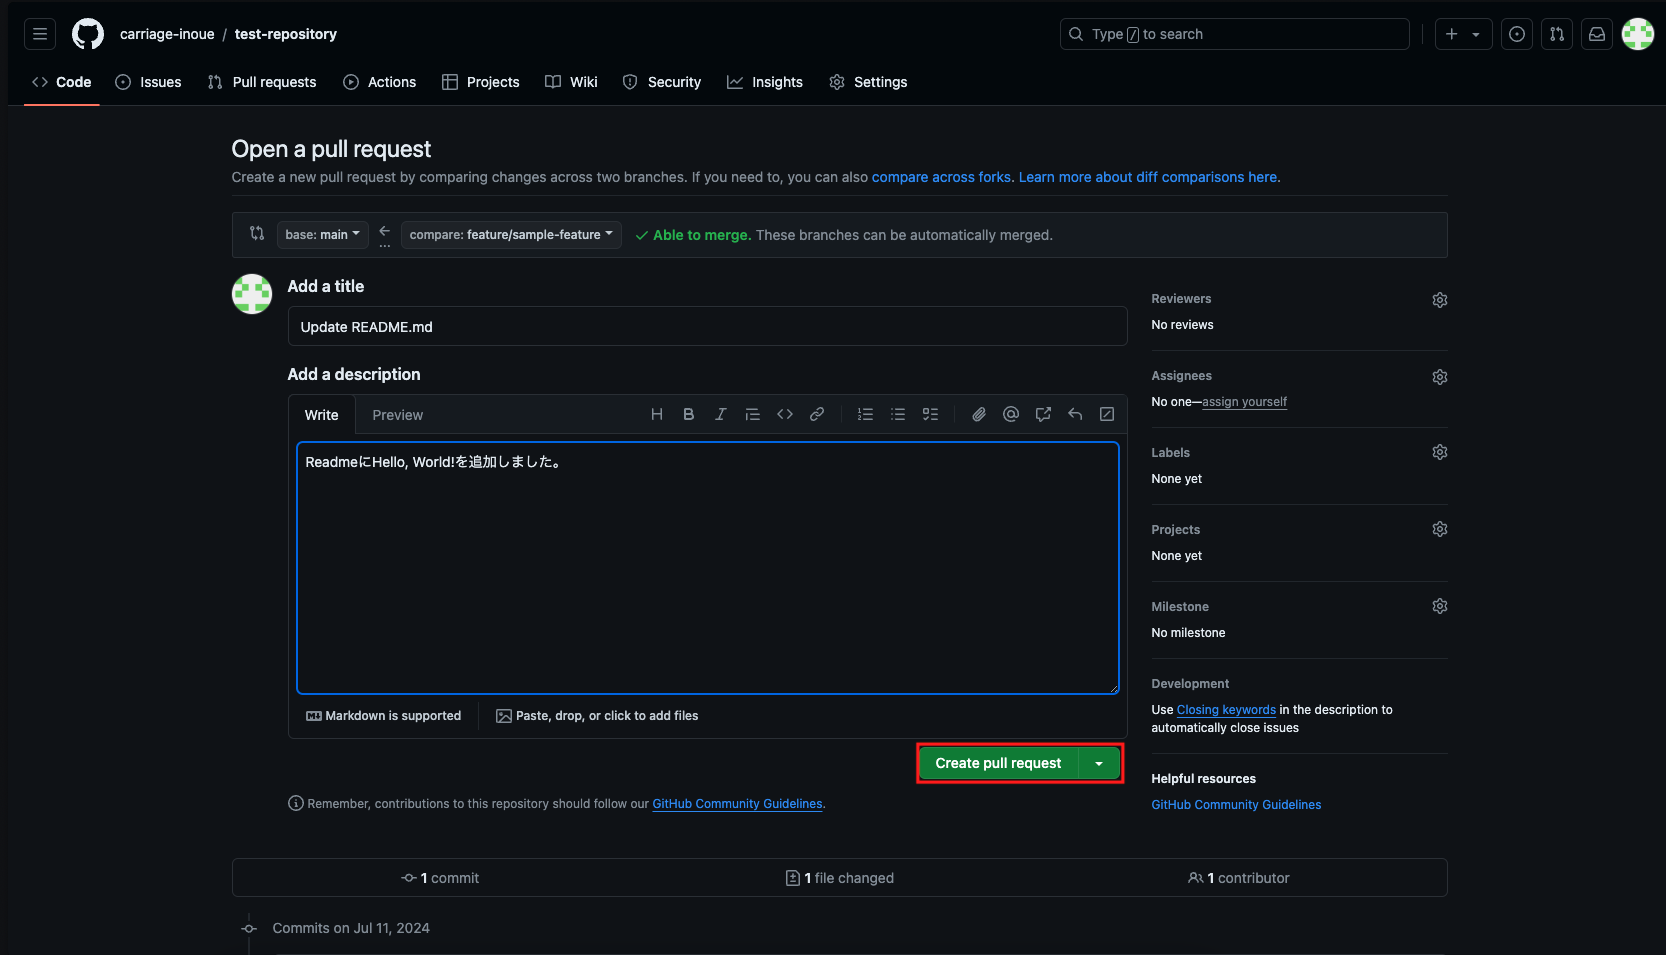 carriage-inoue / test-repository
Type / to search
Code Issues Pull requests Actions Projects Wiki Security Insights Settings
Open a pull request
Create a new pull request by comparing changes across two branches. If you need to, you can also compare across forks. Learn more about diff comparisons here.
base: main ← ... compare: feature/sample-feature ✓ Able to merge. These branches can be automatically merged.
Add a title
Update README.md
Add a description
Write Preview
ReadmeにHello, World!を追加しました。
Markdown is supported
Paste, drop, or click to add files
Create pull request
Remember, contributions to this repository should follow our GitHub Community Guidelines.
Reviewers
No reviews
Assignees
No one—assign yourself
Labels
None yet
Projects
None yet
Milestone
No milestone
Development
Use Closing keywords in the description to
automatically close issues
Helpful resources
GitHub Community Guidelines
1 commit
1 file changed
1 contributor
Commits on Jul 11, 2024